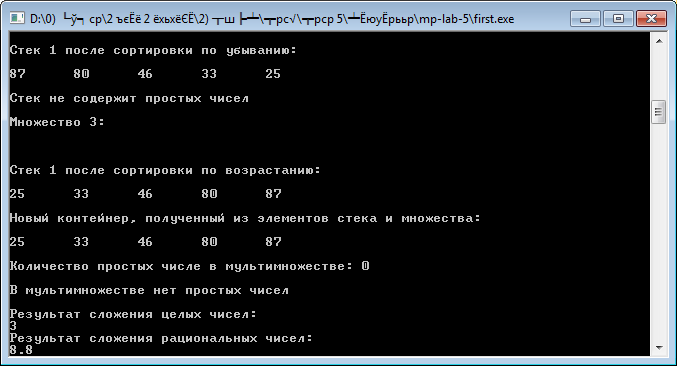 D:\0) └ў┑ ср\2 ъєЁё 2 ёхьхёЄЁ\2) ┬ш ├┴\┬рс√\┬рср 5\┴ЁюуЁрььр\mp-lab-5\first.exe
Стек 1 после сортировки по убыванию:
87 80 46 33 25
Стек не содержит простых чисел
Множество 3:
Стек 1 после сортировки по возрастанию:
25 33 46 80 87
Новый контейнер, полученный из элементов стека и множества:
25 33 46 80 87
Количество простых числе в мультимножестве: 0
В мультимножестве нет простых чисел
Результат сложения целых чисел:
3
Результат сложения рациональных чисел:
8.8